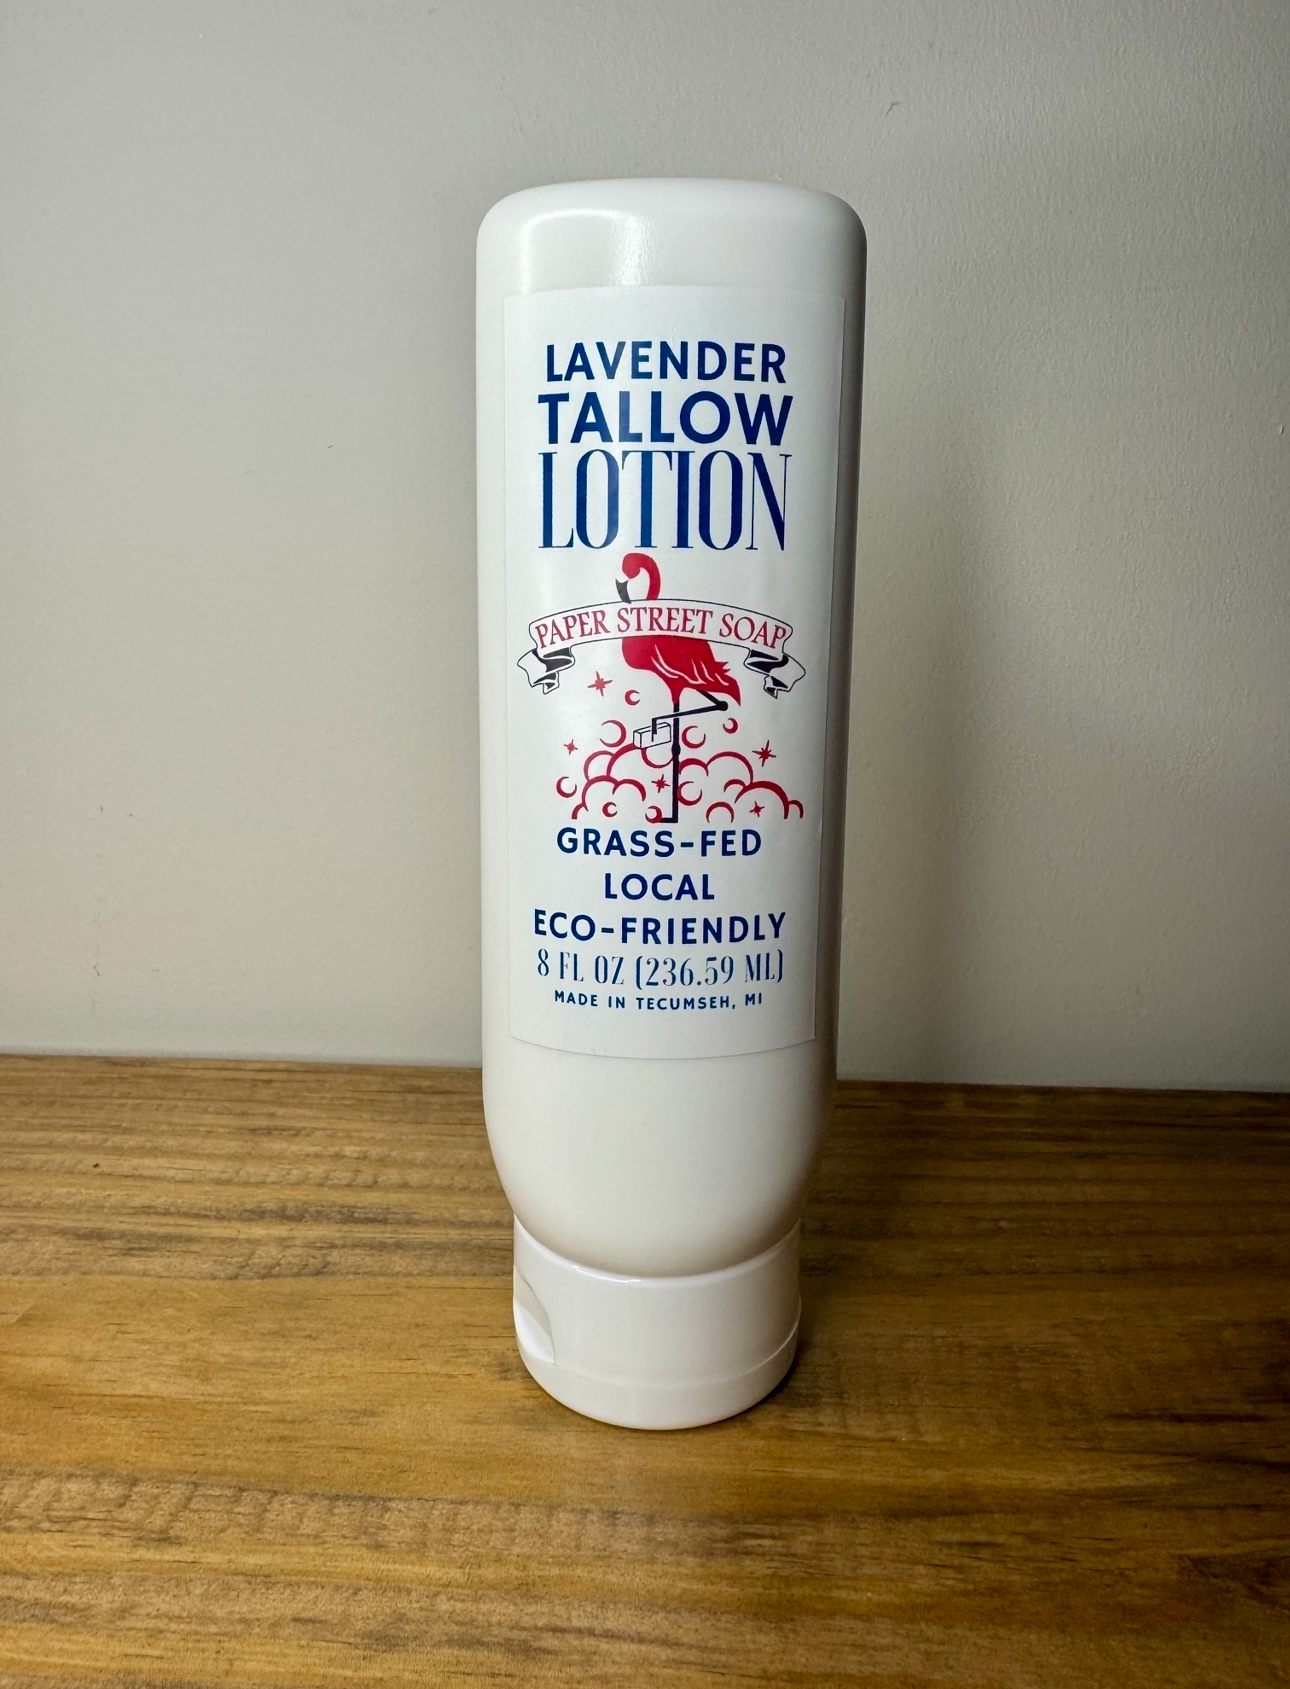 LAVENDER
TALLOW
LOTION
PAPER STREET SOAP
GRASS-FED
LOCAL
ECO-FRIENDLY
8 FL OZ (236.59 ML)
MADE IN TECUMSEH, MI